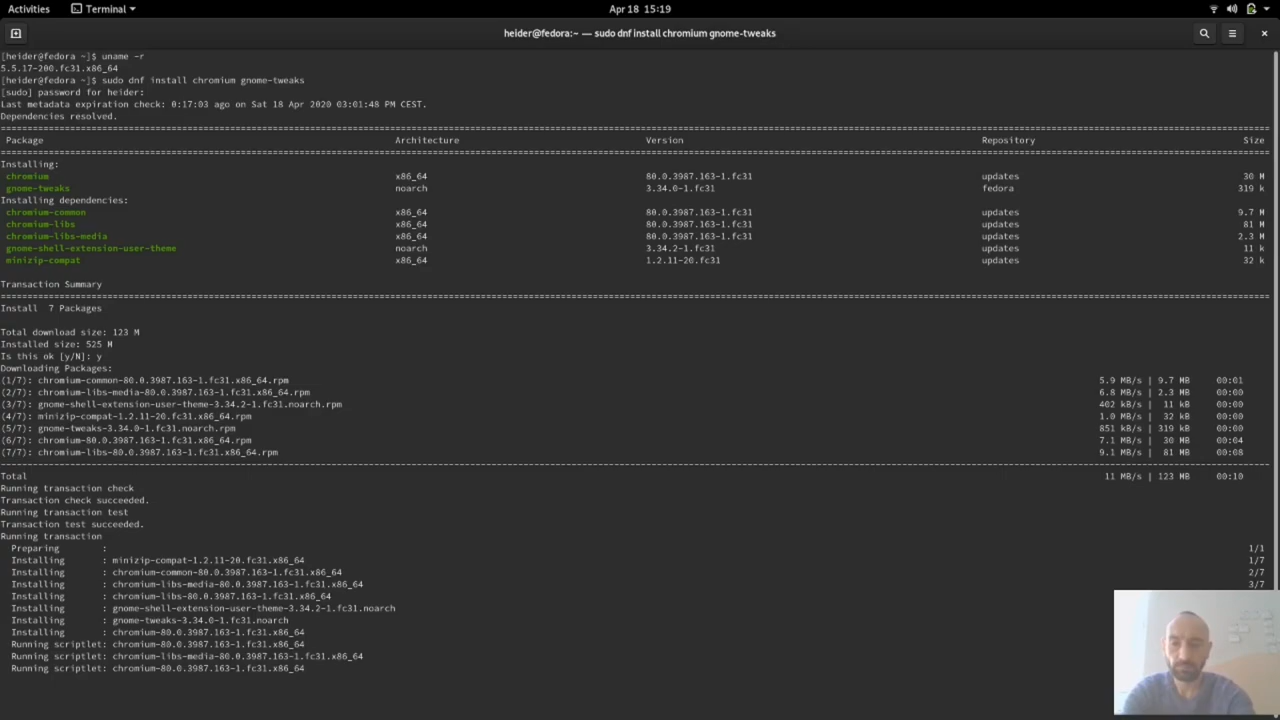 Activities Terminal Apr 18 15:19
heider@fedora:~ — sudo dnf install chromium gnome-tweaks
[heider@fedora ~]$ uname -r
5.5.17-200.fc31.x86_64
[heider@fedora ~]$ sudo dnf install chromium gnome-tweaks
[sudo] password for heider:
Last metadata expiration check: 0:17:03 ago on Sat 18 Apr 2020 03:01:48 PM CEST.
Dependencies resolved.
Package Architecture Version Repository Size
Installing:
chromium x86_64 80.0.3987.163-1.fc31 updates 30 M
gnome-tweaks noarch 3.34.0-1.fc31 fedora 319 k
Installing dependencies:
chromium-common x86_64 80.0.3987.163-1.fc31 updates 9.7 M
chromium-libs x86_64 80.0.3987.163-1.fc31 updates 81 M
chromium-libs-media x86_64 80.0.3987.163-1.fc31 updates 2.3 M
gnome-shell-extension-user-theme noarch 3.34.2-1.fc31 updates 11 k
minizip-compat x86_64 1.2.11-20.fc31 updates 32 k
Transaction Summary
Install 7 Packages
Total download size: 123 M
Installed size: 525 M
Is this ok [y/N]: y
Downloading Packages:
(1/7): chromium-common-80.0.3987.163-1.fc31.x86_64.rpm 5.9 MB/s | 9.7 MB 00:01
(2/7): chromium-libs-media-80.0.3987.163-1.fc31.x86_64.rpm 6.8 MB/s | 2.3 MB 00:00
(3/7): gnome-shell-extension-user-theme-3.34.2-1.fc31.noarch.rpm 402 kB/s | 11 kB 00:00
(4/7): minizip-compat-1.2.11-20.fc31.x86_64.rpm 1.0 MB/s | 32 kB 00:00
(5/7): gnome-tweaks-3.34.0-1.fc31.noarch.rpm 851 kB/s | 319 kB 00:00
(6/7): chromium-80.0.3987.163-1.fc31.x86_64.rpm 7.1 MB/s | 30 MB 00:04
(7/7): chromium-libs-80.0.3987.163-1.fc31.x86_64.rpm 9.1 MB/s | 81 MB 00:08
Total 11 MB/s | 123 MB 00:10
Running transaction check
Transaction check succeeded.
Running transaction test
Transaction test succeeded.
Running transaction
Preparing : 1/1
Installing : minizip-compat-1.2.11-20.fc31.x86_64 1/7
Installing : chromium-common-80.0.3987.163-1.fc31.x86_64 2/7
Installing : chromium-libs-media-80.0.3987.163-1.fc31.x86_64 3/7
Installing : chromium-libs-80.0.3987.163-1.fc31.x86_64
Installing : gnome-shell-extension-user-theme-3.34.2-1.fc31.noarch
Installing : gnome-tweaks-3.34.0-1.fc31.noarch
Installing : chromium-80.0.3987.163-1.fc31.x86_64
Running scriptlet: chromium-80.0.3987.163-1.fc31.x86_64
Running scriptlet: chromium-libs-media-80.0.3987.163-1.fc31.x86_64
Running scriptlet: chromium-80.0.3987.163-1.fc31.x86_64